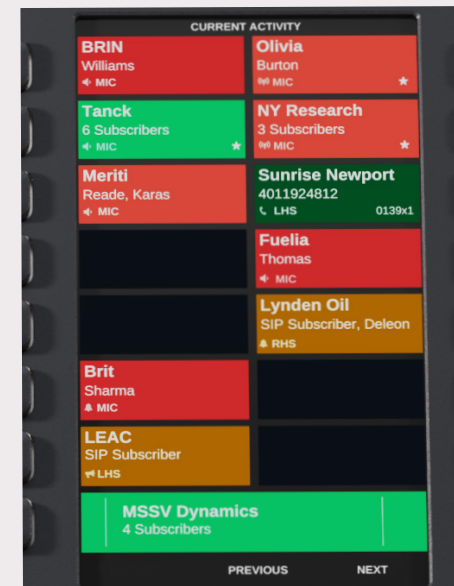 CURRENT ACTIVITY
BRIN
Williams
MIC
Olivia
Burton
MIC
Tanck
6 Subscribers
MIC
NY Research
3 Subscribers
MIC
Meriti
Reade, Karas
MIC
Sunrise Newport
4011924812
LHS 0139x1
Fuelia
Thomas
MIC
Lynden Oil
SIP Subscriber, Deleon
RHS
Brit
Sharma
MIC
LEAC
SIP Subscriber
LHS
MSSV Dynamics
4 Subscribers
PREVIOUS NEXT